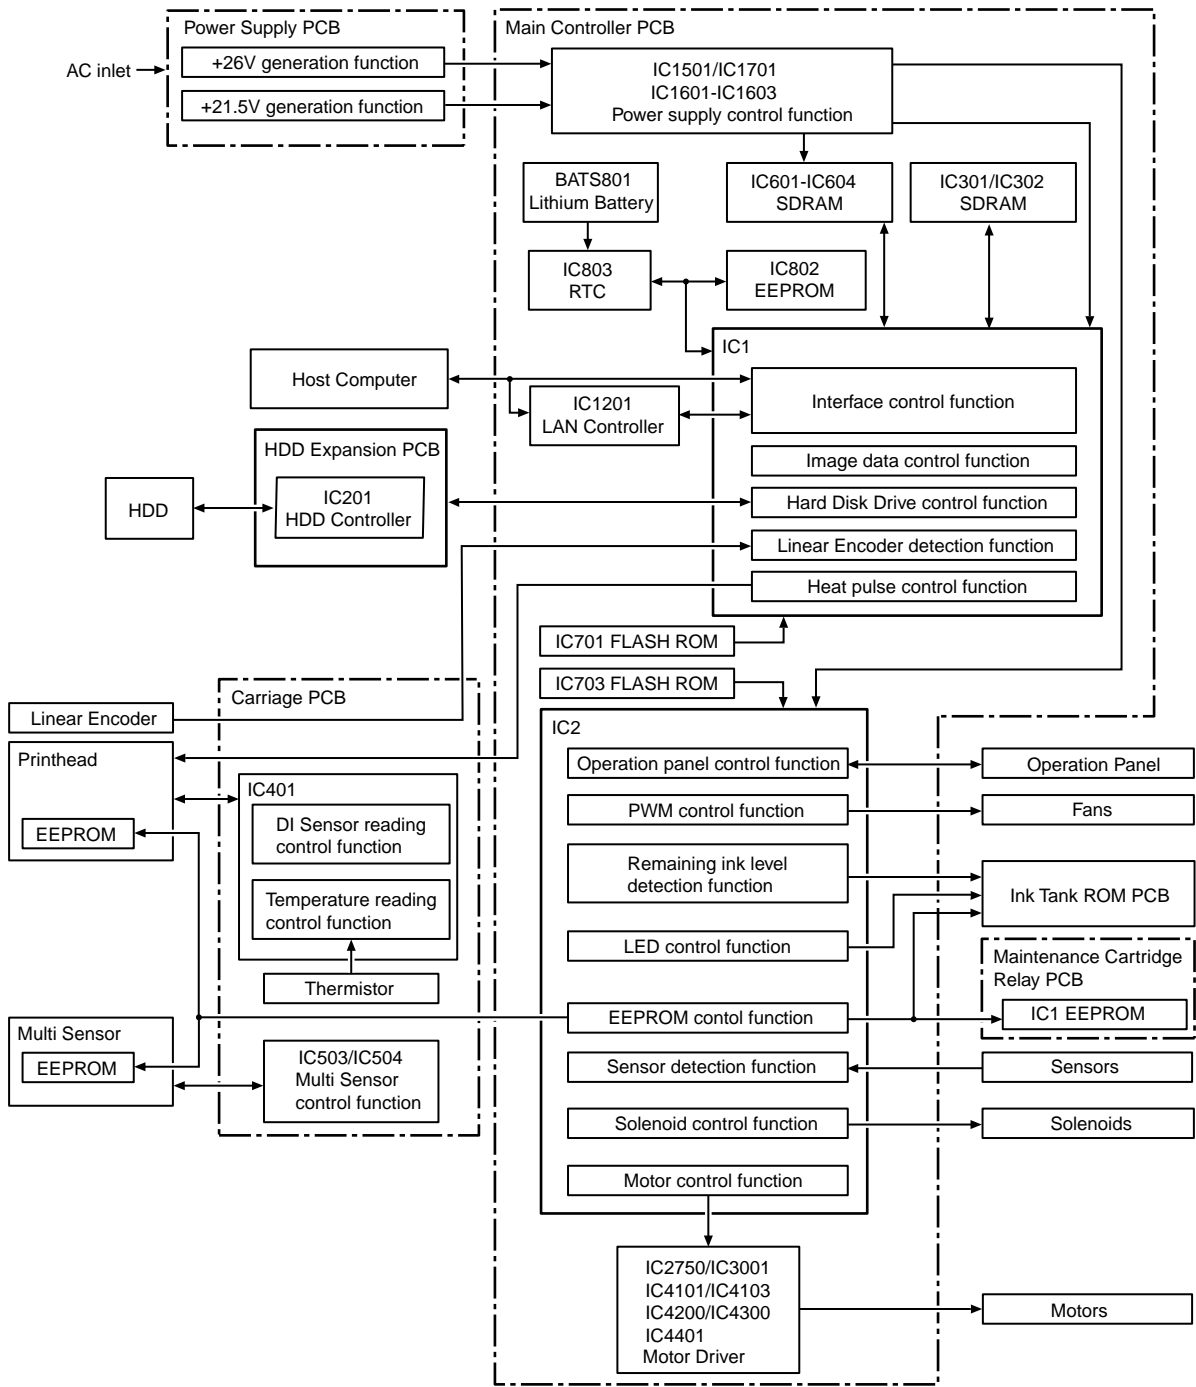 Power Supply PCB
+26V generation function
+21.5V generation function
AC inlet
Main Controller PCB
IC1501/IC1701
IC1601-IC1603
Power supply control function
BATS801
Lithium Battery
IC601-IC604
SDRAM
IC301/IC302
SDRAM
IC803
RTC
IC802
EEPROM
IC1
Host Computer
IC1201
LAN Controller
Interface control function
HDD Expansion PCB
IC201
HDD Controller
HDD
Image data control function
Hard Disk Drive control function
Linear Encoder detection function
Heat pulse control function
IC701 FLASH ROM
IC703 FLASH ROM
Carriage PCB
Linear Encoder
Printhead
EEPROM
IC401
DI Sensor reading
control function
Temperature reading
control function
Thermistor
Multi Sensor
EEPROM
IC503/IC504
Multi Sensor
control function
IC2
Operation panel control function
PWM control function
Remaining ink level
detection function
LED control function
EEPROM contol function
Sensor detection function
Solenoid control function
Motor control function
Operation Panel
Fans
Ink Tank ROM PCB
Maintenance Cartridge
Relay PCB
IC1 EEPROM
Sensors
Solenoids
IC2750/IC3001
IC4101/IC4103
IC4200/IC4300
IC4401
Motor Driver
Motors